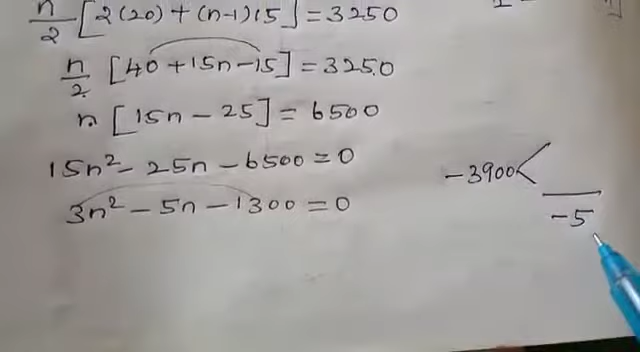 n/2 [2(20) + (n-1)15] = 3250
n/2 [40 + 15n - 15] = 3250
n [15n - 25] = 6500
15n² - 25n - 6500 = 0
3n² - 5n - 1300 = 0
-3900 <
-5